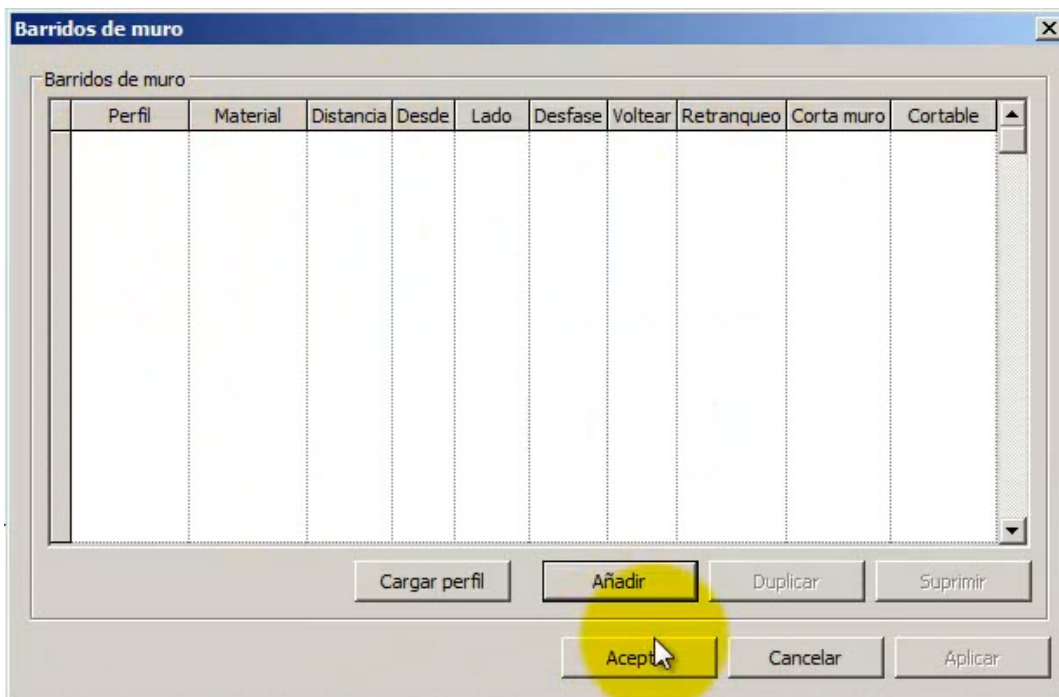 Barridos de muro
Barridos de muro
Perfil Material Distancia Desde Lado Desfase Voltear Retranqueo Corta muro Cortable
Cargar perfil Añadir Duplicar Suprimir
Acept Cancelar Aplicar